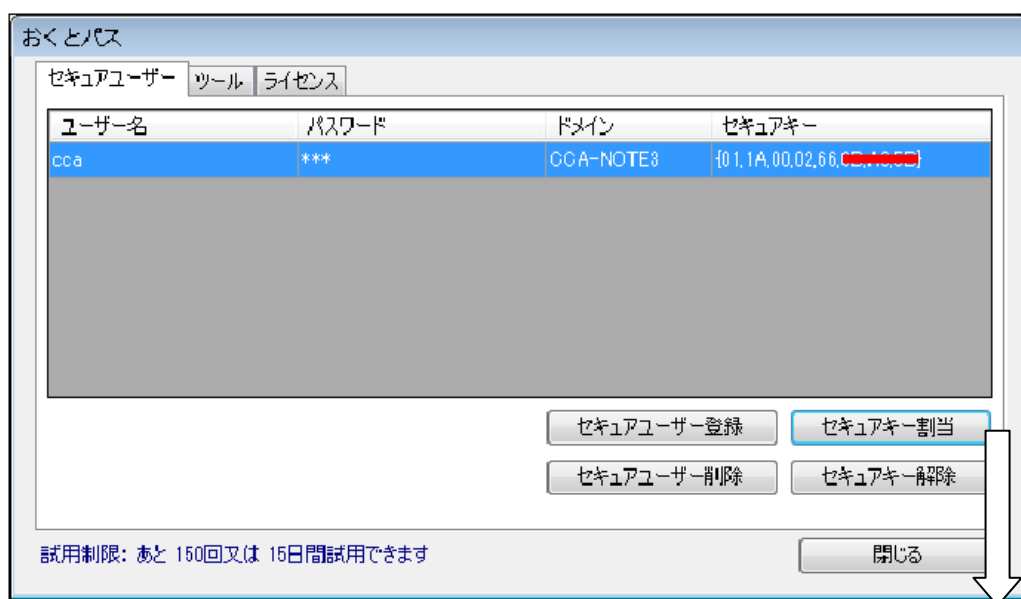 おくとパス
セキュアユーザー ツール ライセンス
ユーザー名 パスワード ドメイン セキュアキー
cca *** CCA-NOTE3 {01,1A,00,02,66,
セキュアユーザー登録 セキュアキー割当
セキュアユーザー削除 セキュアキー解除
試用制限: あと 150回又は 15日間試用できます 閉じる